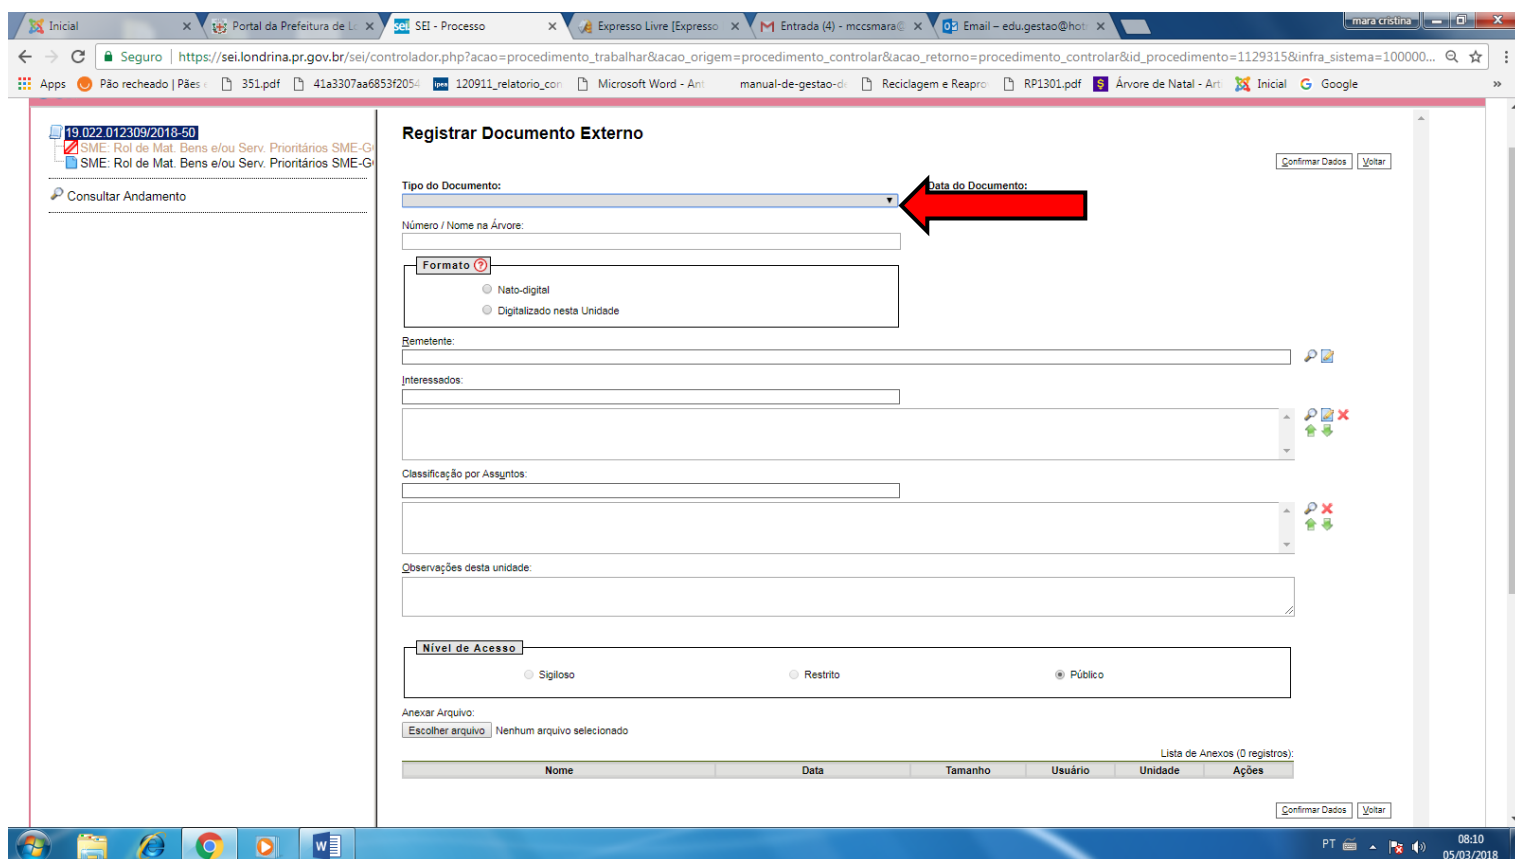 mara cristina
Inicial
Portal da Prefeitura de Lo
SEI - Processo
Expresso Livre [Expresso
Entrada (4) - mccsmara@
Email – edu.gestao@hot
Seguro | https://sei.londrina.pr.gov.br/sei/controlador.php?acao=procedimento_trabalhar&acao_origem=procedimento_controlar&acao_retorno=procedimento_controlar&id_procedimento=1129315&infra_sistema=100000...
Apps Pão recheado | Pães 351.pdf 41a3307aa6853f2054 120911_relatorio_con Microsoft Word - Ant manual-de-gestao-d Reciclagem e Reapro RP1301.pdf Árvore de Natal - Art Inicial Google »
19.022.012309/2018-50
SME: Rol de Mat. Bens e/ou Serv. Prioritários SME-G
SME: Rol de Mat. Bens e/ou Serv. Prioritários SME-G
Consultar Andamento
Registrar Documento Externo
Confirmar Dados Voltar
Tipo do Documento: Data do Documento:
Número / Nome na Árvore:
Formato ?
Nato-digital
Digitalizado nesta Unidade
Remetente:
Interessados:
Classificação por Assuntos:
Observações desta unidade:
Nível de Acesso
Sigiloso Restrito Público
Anexar Arquivo:
Escolher arquivo Nenhum arquivo selecionado
Lista de Anexos (0 registros):
Nome Data Tamanho Usuário Unidade Ações
Confirmar Dados Voltar
PT 08:10
05/03/2018